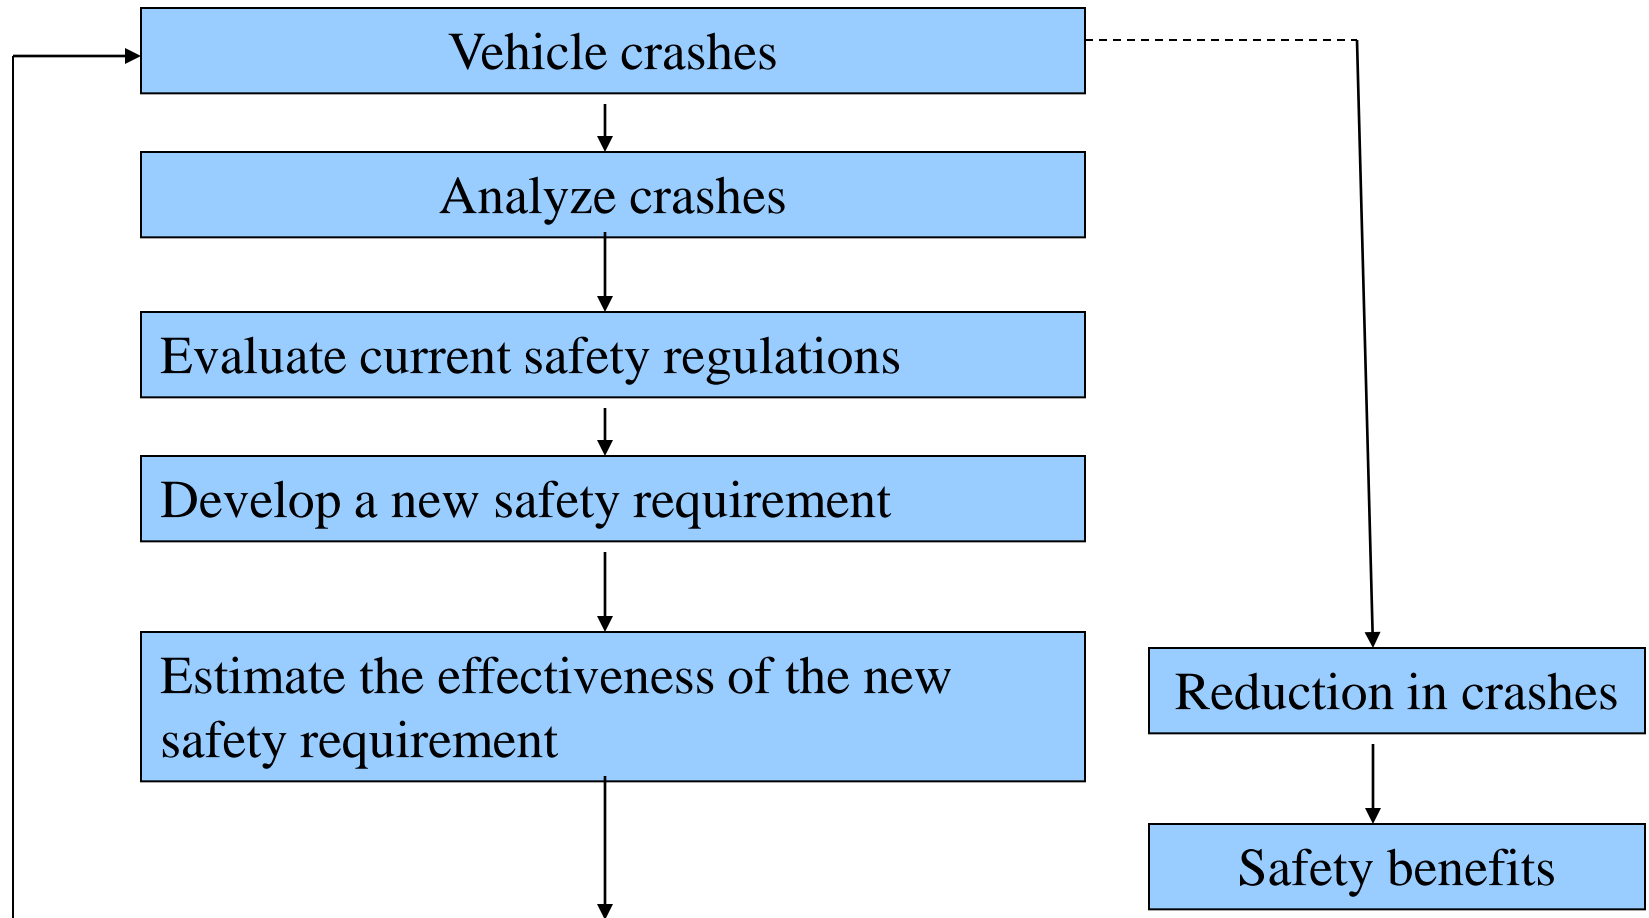 Vehicle crashes
Analyze crashes
Evaluate current safety regulations
Develop a new safety requirement
Estimate the effectiveness of the new
safety requirement
Reduction in crashes
Safety benefits